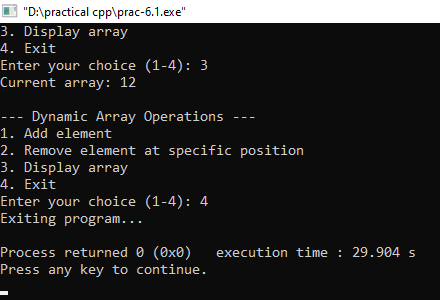 "D:\practical cpp\prac-6.1.exe"
3. Display array
4. Exit
Enter your choice (1-4): 3
Current array: 12
--- Dynamic Array Operations ---
1. Add element
2. Remove element at specific position
3. Display array
4. Exit
Enter your choice (1-4): 4
Exiting program...
Process returned 0 (0x0)   execution time : 29.904 s
Press any key to continue.